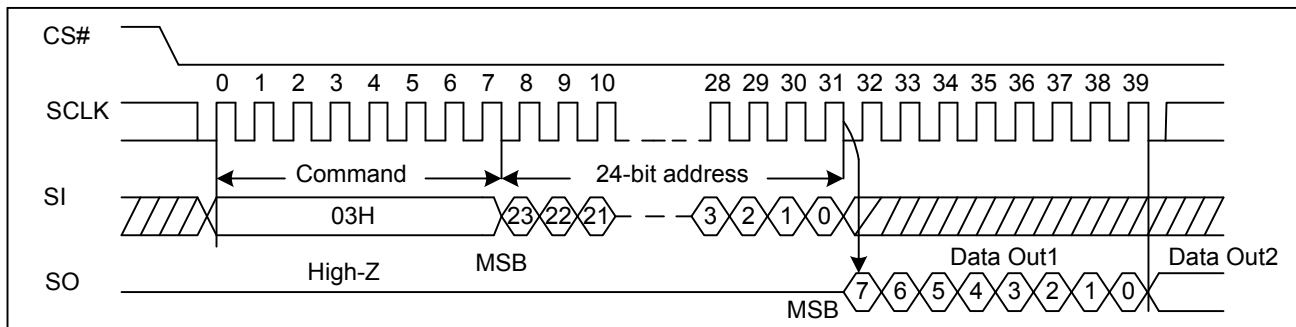 CS#
0 1 2 3 4 5 6 7 8 9 10 28 29 30 31 32 33 34 35 36 37 38 39
SCLK
Command 24-bit address
SI
03H 23 22 21 3 2 1 0
High-Z MSB Data Out1 Data Out2
SO
MSB 7 6 5 4 3 2 1 0